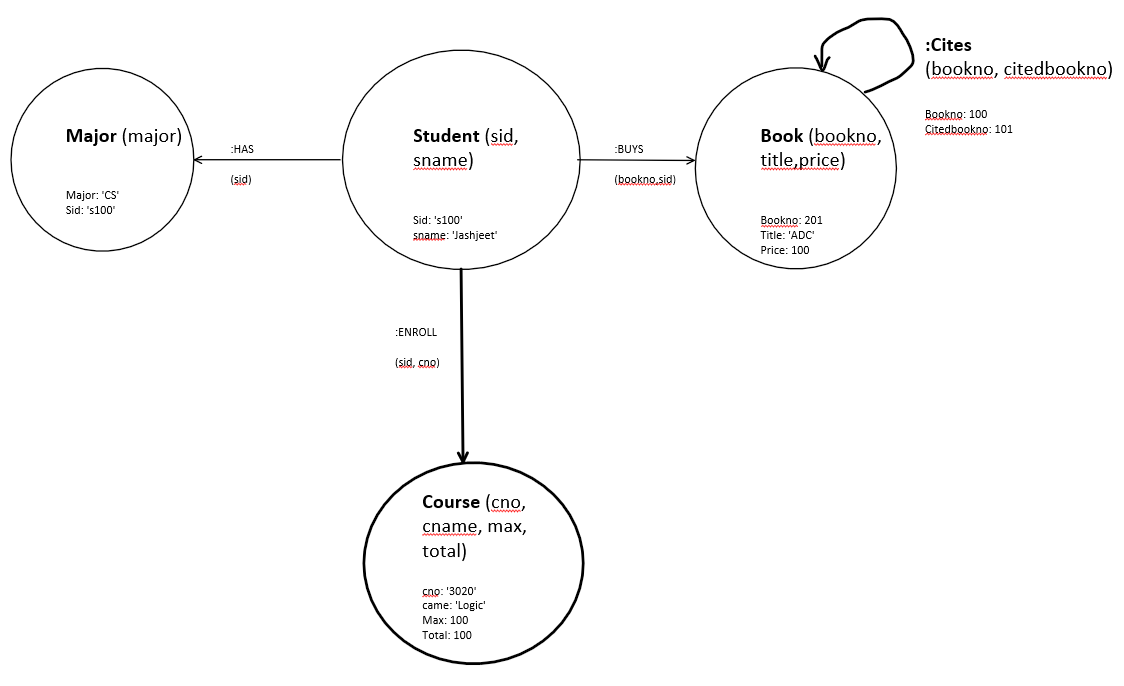 Major (major)
Major: 'CS'
Sid: 's100'
:HAS
(sid)
Student (sid,
sname)
Sid: 's100'
sname: 'Jashjeet'
:BUYS
(bookno,sid)
Book (bookno,
title,price)
Bookno: 201
Title: 'ADC'
Price: 100
:Cites
(bookno, citedbookno)
Bookno: 100
Citedbookno: 101
:ENROLL
(sid, cno)
Course (cno,
cname, max,
total)
cno: '3020'
came: 'Logic'
Max: 100
Total: 100